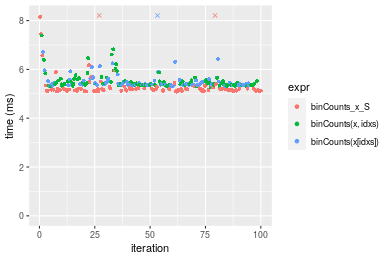 time (ms)
8
6
4
2
0
0
25
50
75
100
iteration
expr
binCounts_x_S
binCounts(x, idxs)
binCounts(x[idxs])